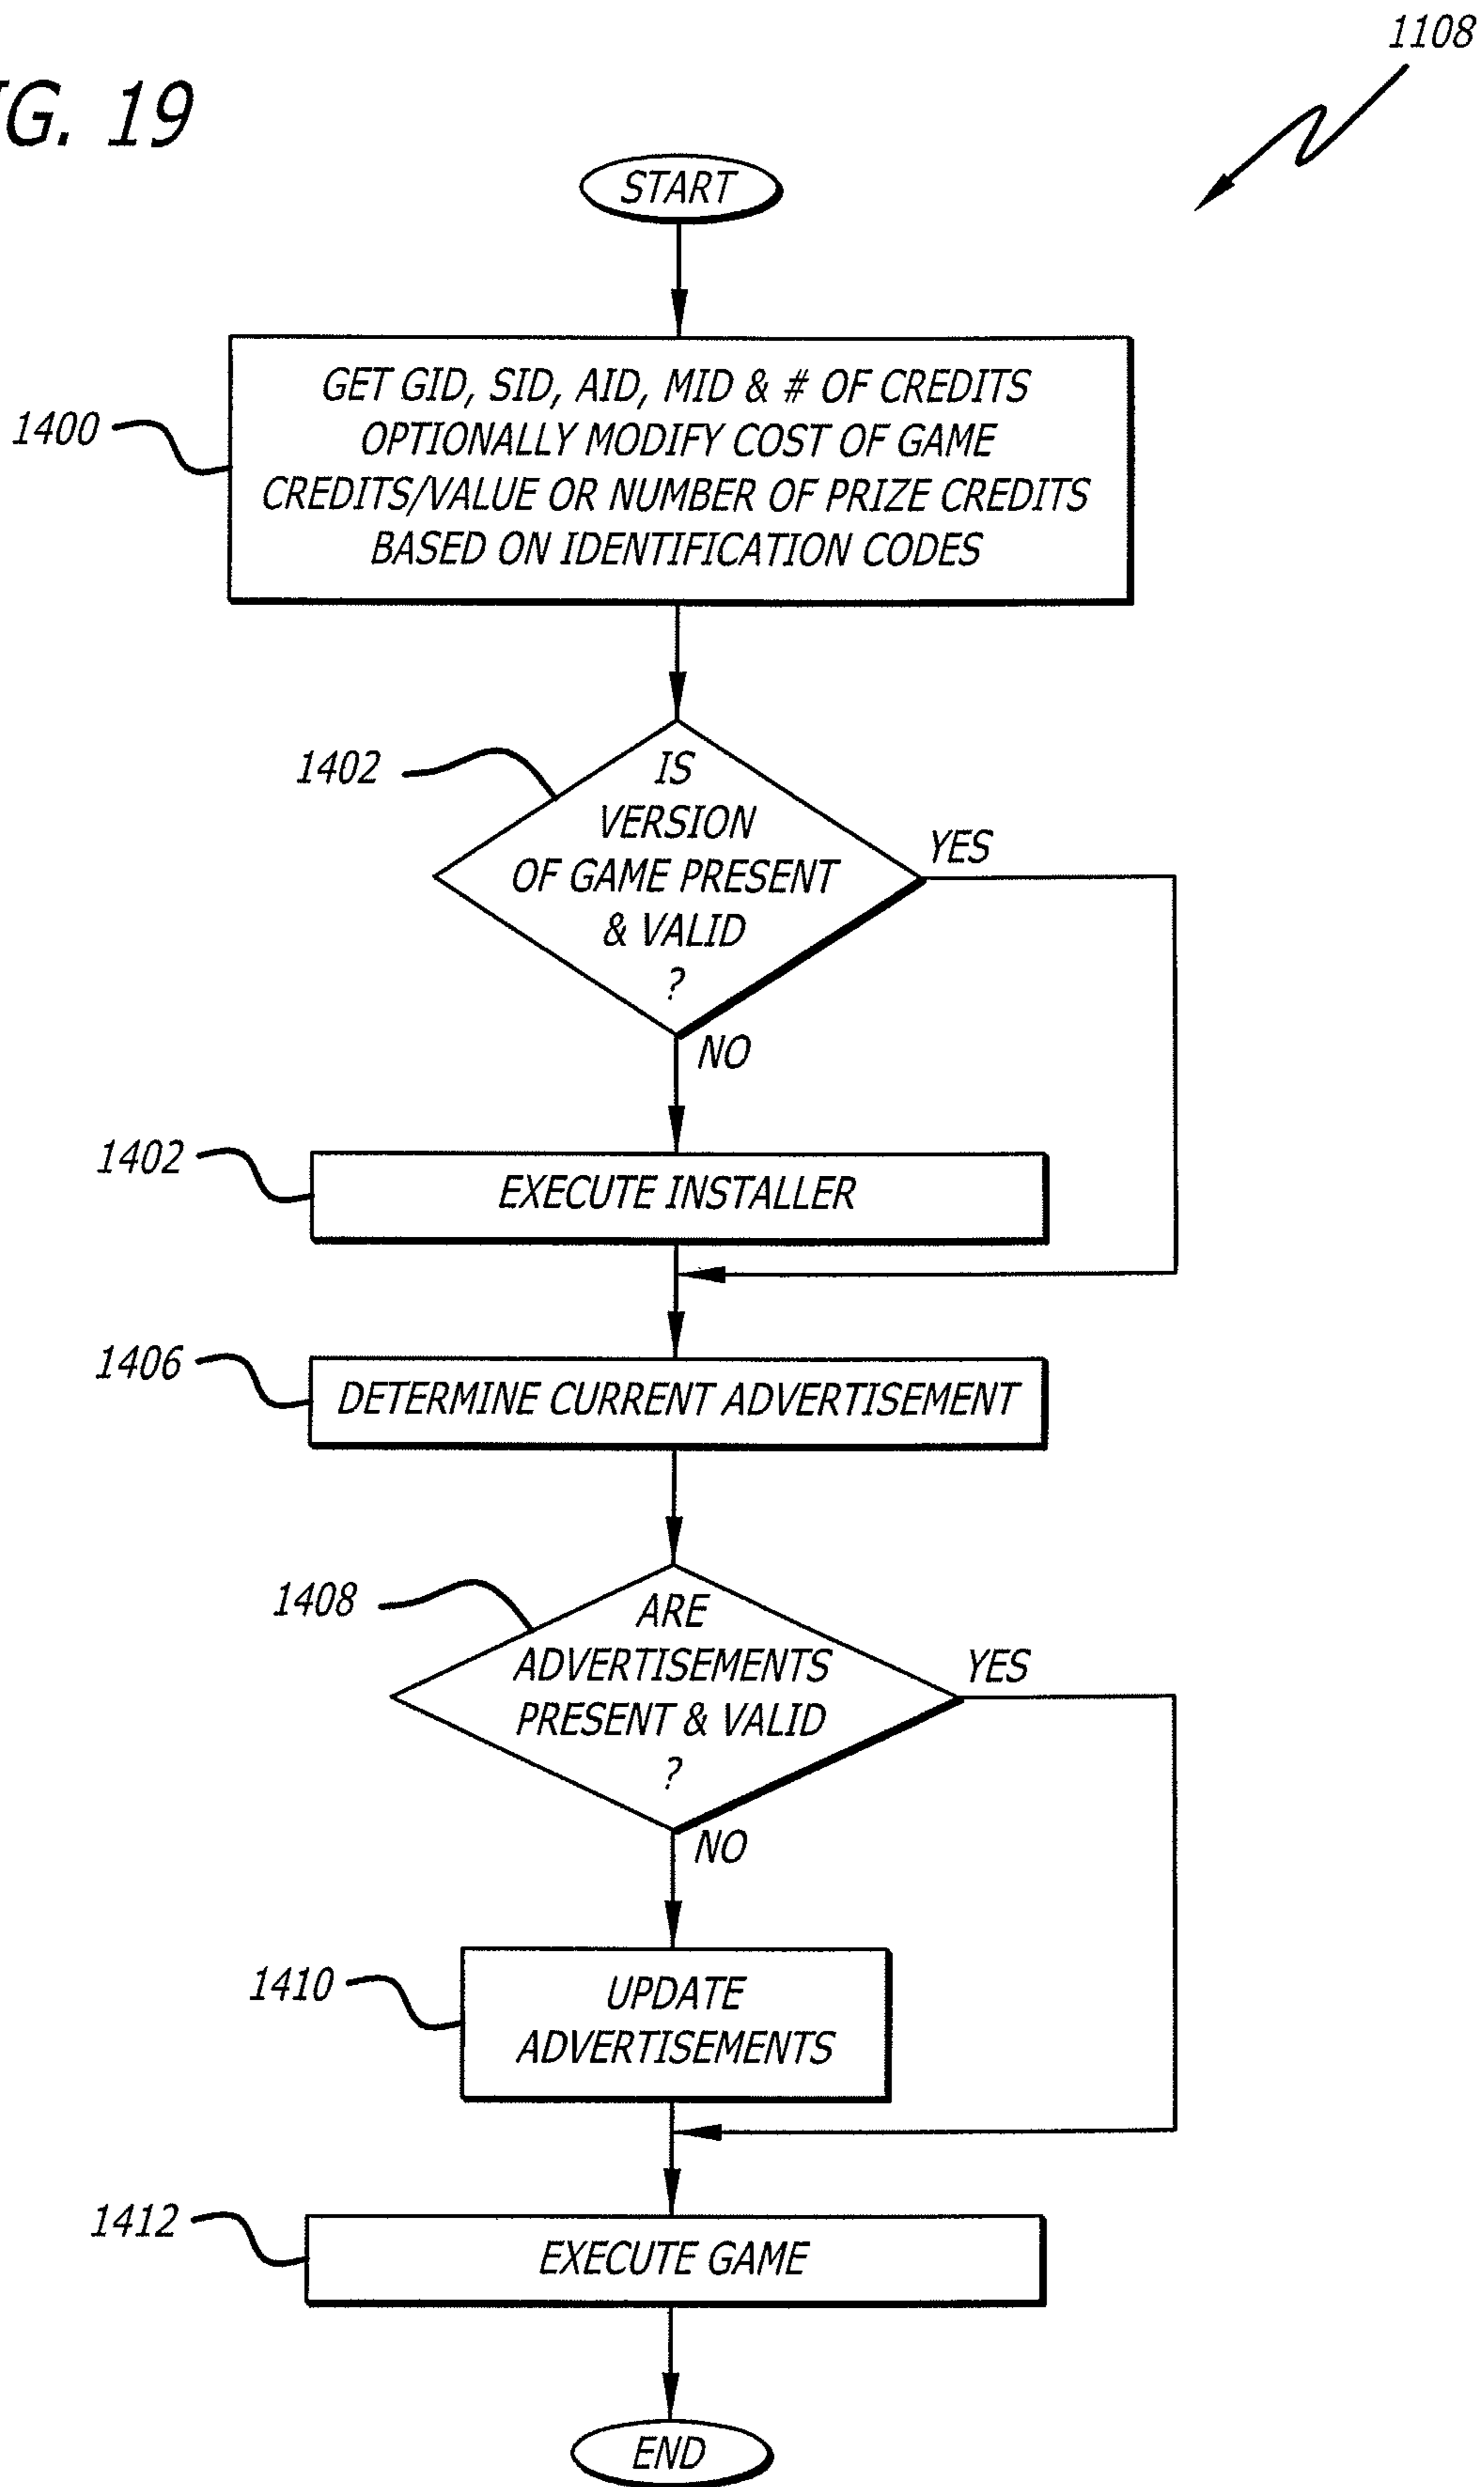 1108
G. 19
START
1400
GET GID, SID, AID, MID & # OF CREDITS
OPTIONALLY MODIFY COST OF GAME
CREDITS/VALUE OR NUMBER OF PRIZE CREDITS
BASED ON IDENTIFICATION CODES
1402
IS
VERSION
OF GAME PRESENT
& VALID
?
YES
NO
1402
EXECUTE INSTALLER
1406
DETERMINE CURRENT ADVERTISEMENT
1408
ARE
ADVERTISEMENTS
PRESENT & VALID
?
YES
NO
1410
UPDATE
ADVERTISEMENTS
1412
EXECUTE GAME
END